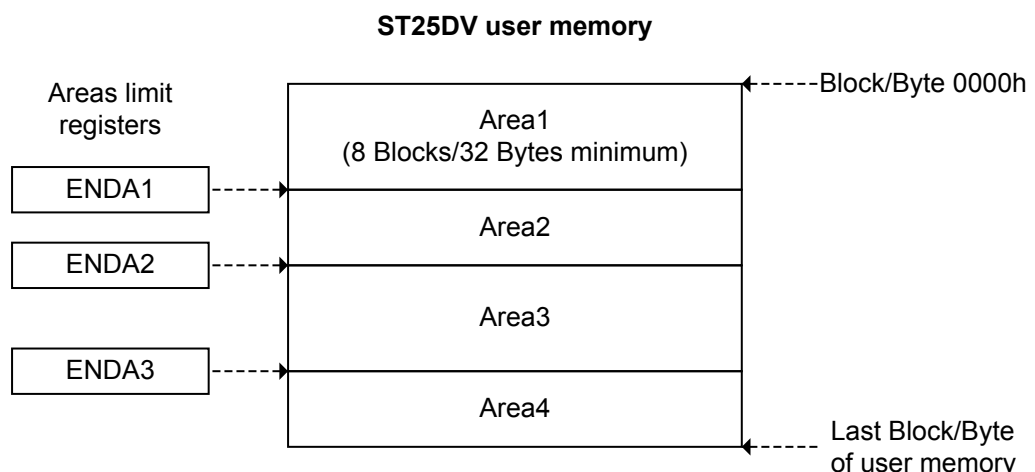 ST25DV user memory
Block/Byte 0000h
Areas limit
registers
Area1
(8 Blocks/32 Bytes minimum)
ENDA1
Area2
ENDA2
Area3
ENDA3
Area4
Last Block/Byte
of user memory